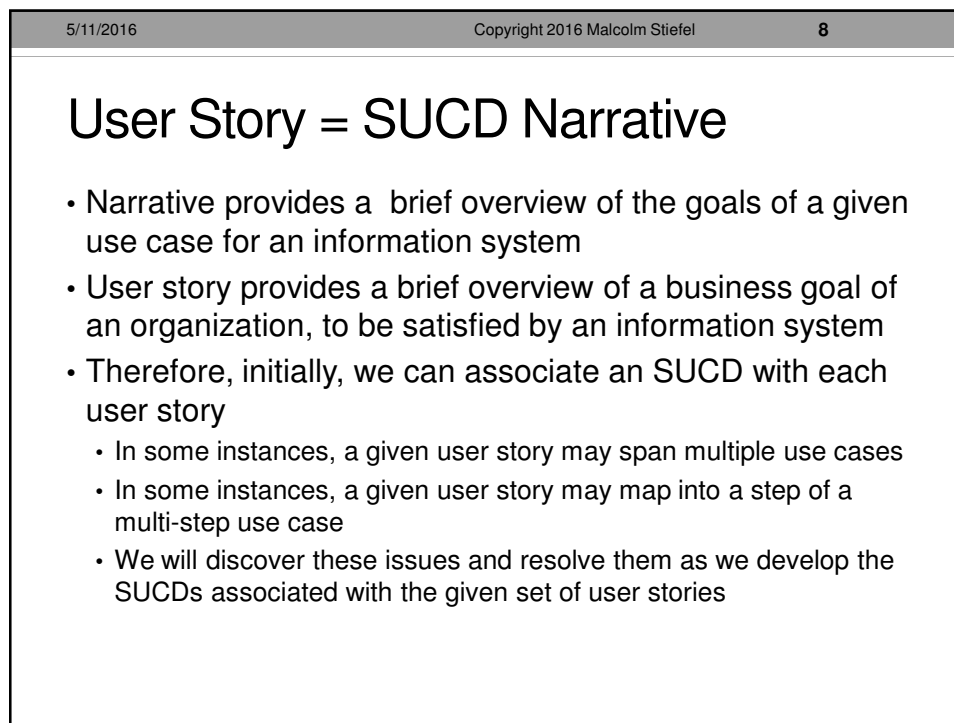 5/11/2016 Copyright 2016 Malcolm Stiefel 8
User Story = SUCD Narrative
• Narrative provides a brief overview of the goals of a given
use case for an information system
• User story provides a brief overview of a business goal of
an organization, to be satisfied by an information system
• Therefore, initially, we can associate an SUCD with each
user story
• In some instances, a given user story may span multiple use cases
• In some instances, a given user story may map into a step of a
multi-step use case
• We will discover these issues and resolve them as we develop the
SUCDs associated with the given set of user stories